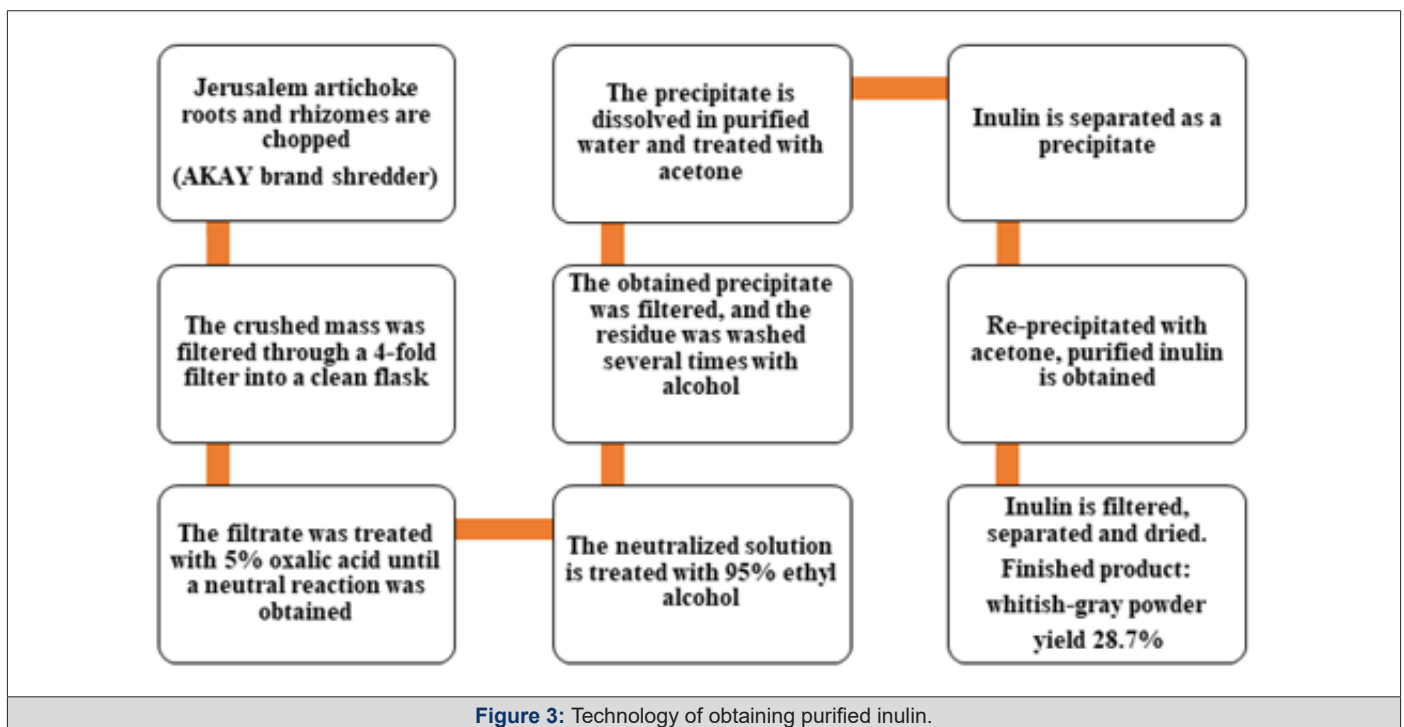 Jerusalem artichoke
roots and rhizomes are
chopped
(AKAY brand shredder)
The crushed mass was
filtered through a 4-fold
filter into a clean flask
The filtrate was treated
with 5% oxalic acid until
a neutral reaction was
obtained
The neutralized solution
is treated with 95% ethyl
alcohol
The obtained precipitate
was filtered, and the
residue was washed
several times with
alcohol
The precipitate is
dissolved in purified
water and treated with
acetone
Inulin is separated as a
precipitate
Re-precipitated with
acetone, purified inulin
is obtained
Inulin is filtered,
separated and dried.
Finished product:
whitish-gray powder
yield 28.7%
Figure 3: Technology of obtaining purified inulin.